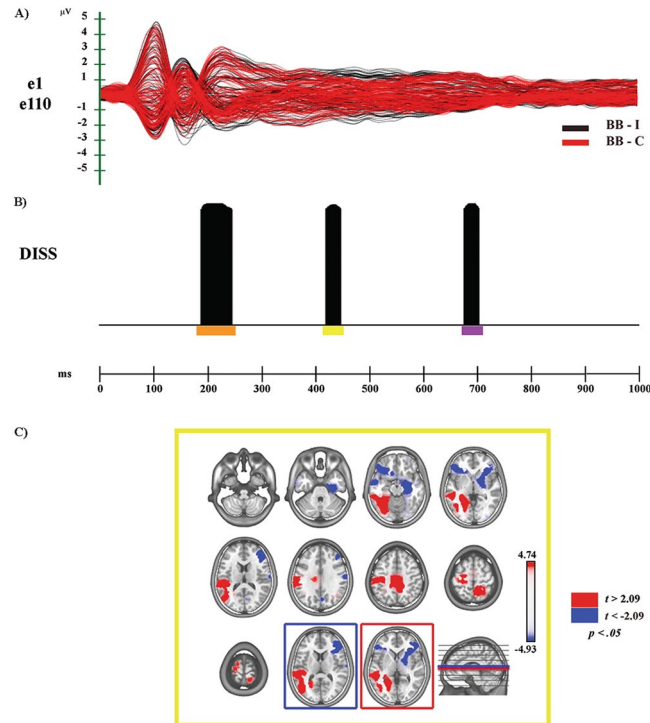 A)
μV
5
4
3
2
1
-1
-2
-3
-4
-5
e1
e110
BB - I
BB - C
B)
DISS
ms
0 100 200 300 400 500 600 700 800 900 1000
C)
4.74
-4.93
t > 2.09
t < -2.09
p < .05